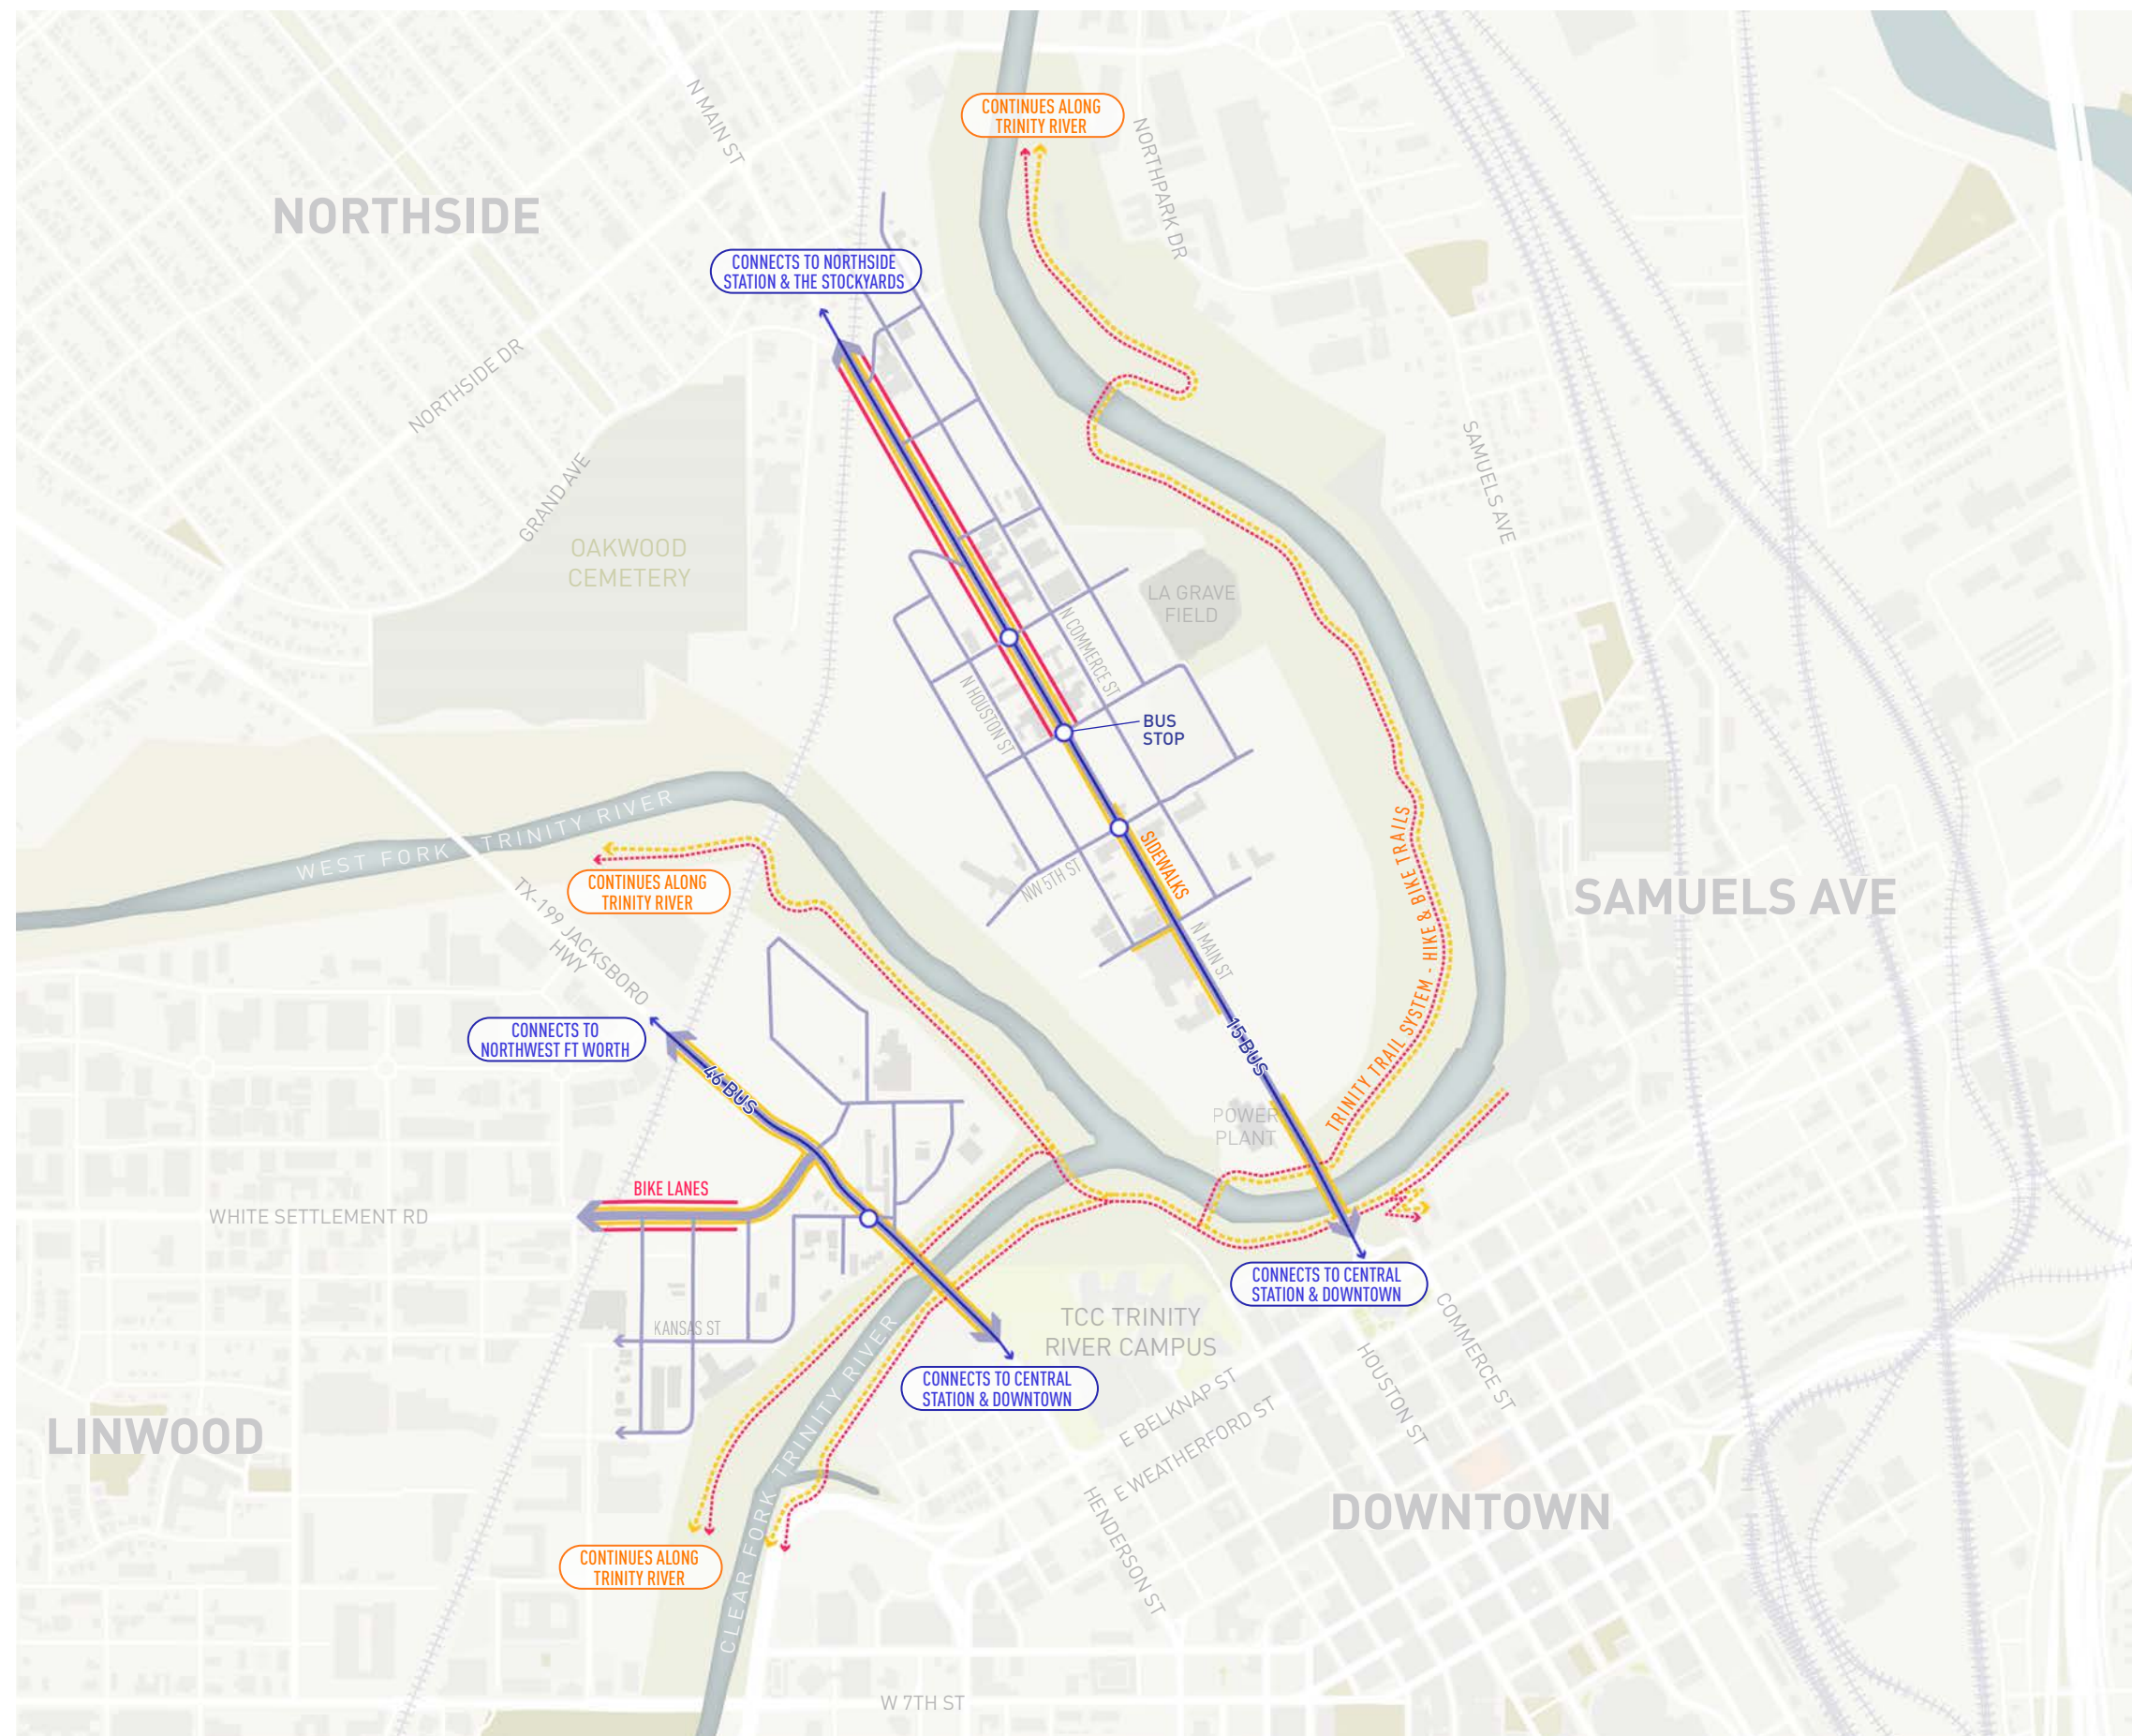 CONTINUES ALONG
TRINITY RIVER
N MAIN ST
NORTHPARK DR
NORTHSIDE
CONNECTS TO NORTHSIDE
STATION & THE STOCKYARDS
NORTHSIDE DR
GRAND AVE
SAMUELS AVE
OAKWOOD
CEMETERY
LA GRAVE
FIELD
N COMMERCE ST
N HOUSTON ST
BUS
STOP
WEST FORK TRINITY RIVER
SIDEWALKS
NW 5TH ST
N MAIN ST
TRINITY TRAIL SYSTEM - HIKE & BIKE TRAILS
SAMUELS AVE
CONTINUES ALONG
TRINITY RIVER
TX-199 JACKSBORO
HWY
CONNECTS TO
NORTHWEST FT WORTH
46 BUS
15 BUS
POWER
PLANT
BIKE LANES
WHITE SETTLEMENT RD
CONNECTS TO CENTRAL
STATION & DOWNTOWN
KANSAS ST
TCC TRINITY
RIVER CAMPUS
COMMERCE ST
HOUSTON ST
CONNECTS TO CENTRAL
STATION & DOWNTOWN
E BELKNAP ST
E WEATHERFORD ST
LINWOOD
CLEAR FORK TRINITY RIVER
HENDERSON ST
DOWNTOWN
CONTINUES ALONG
TRINITY RIVER
W 7TH ST